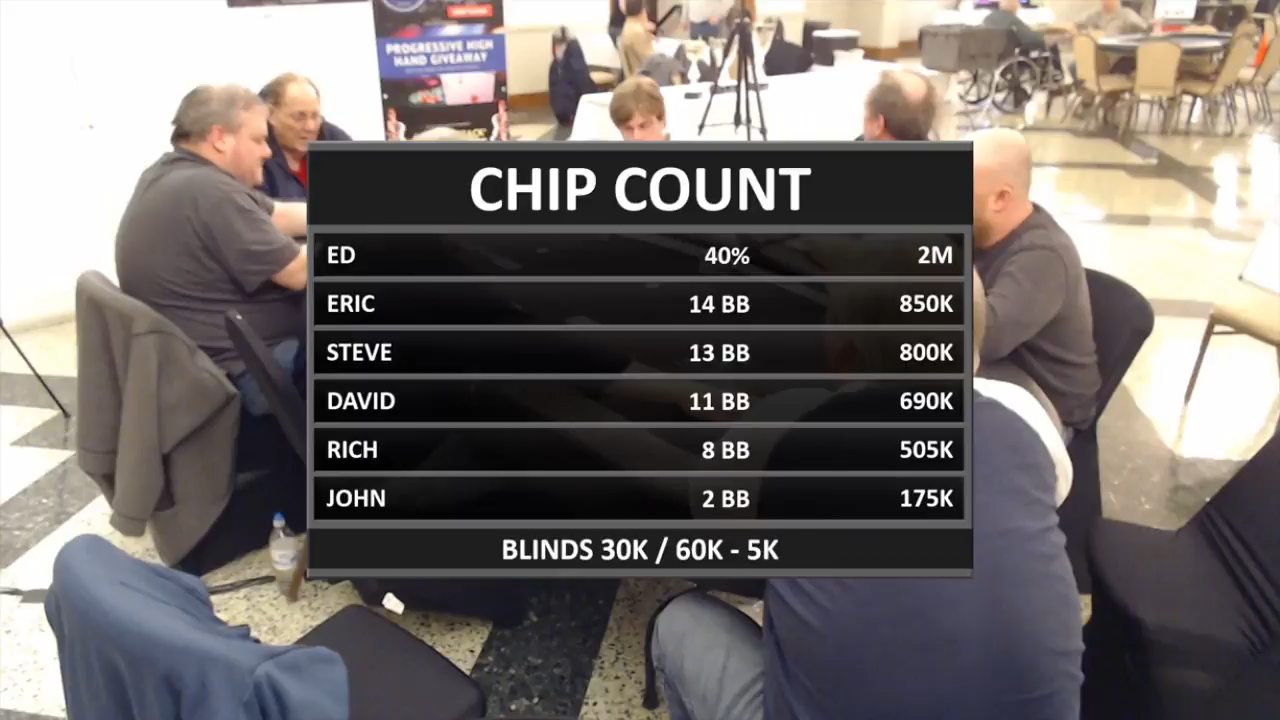 PROGRESSIVE HIGH
HAND GIVEAWAY
CHIP COUNT
ED 40% 2M
ERIC 14 BB 850K
STEVE 13 BB 800K
DAVID 11 BB 690K
RICH 8 BB 505K
JOHN 2 BB 175K
BLINDS 30K / 60K - 5K